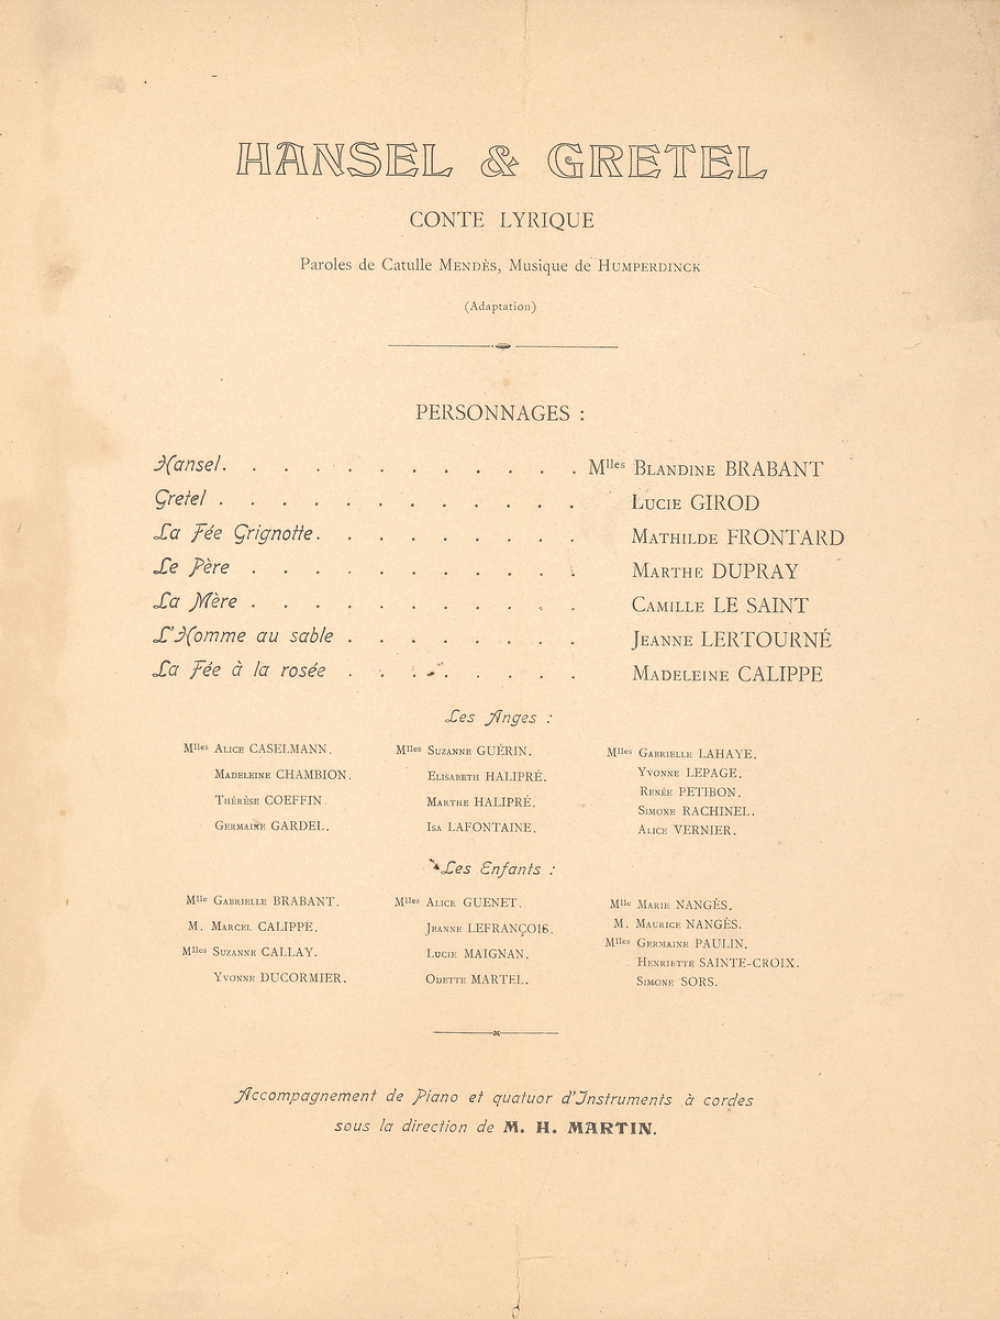 HANSEL & GRETEL
CONTE LYRIQUE
Paroles de Catulle MENDÈS, Musique de HUMPERDINCK
(Adaptation)
PERSONNAGES :
Hansel. . . . . . . . . . . . . Mlles BLANDINE BRABANT
Gretel . . . . . . . . . . . . LUCIE GIROD
La Fée Grignotte. . . . . . . . . MATHILDE FRONTARD
Le Père . . . . . . . . . . . MARTHE DUPRAY
La Mère . . . . . . . . . . . CAMILLE LE SAINT
L'Homme au sable . . . . . . . . JEANNE LERTOURNÉ
La Fée à la rosée . . . . . . . . MADELEINE CALIPPE
Les Anges :
Mlles ALICE CASELMANN.
MADELEINE CHAMBION.
THÉRÈSE COEFFIN.
GERMAINE GARDEL.
Mlles SUZANNE GUÉRIN.
ELISABETH HALIPRÉ.
MARTHE HALIPRÉ.
ISA LAFONTAINE.
Mlles GABRIELLE LAHAYE.
YVONNE LEPAGE.
RENÉE PETIBON.
SIMONE RACHINEL.
ALICE VERNIER.
Les Enfants :
Mlle GABRIELLE BRABANT.
M. MARCEL CALIPPE.
Mlles SUZANNE CALLAY.
YVONNE DUCORMIER.
Mlles ALICE GUENET.
JEANNE LEFRANÇOIS.
LUCIE MAIGNAN.
ODETTE MARTEL.
Mlle MARIE NANGÈS.
M. MAURICE NANGÈS.
Mlles GERMAINE PAULIN.
HENRIETTE SAINTE-CROIX.
SIMONE SORS.
Accompagnement de Piano et quatuor d'Instruments à cordes
sous la direction de M. H. MARTIN.